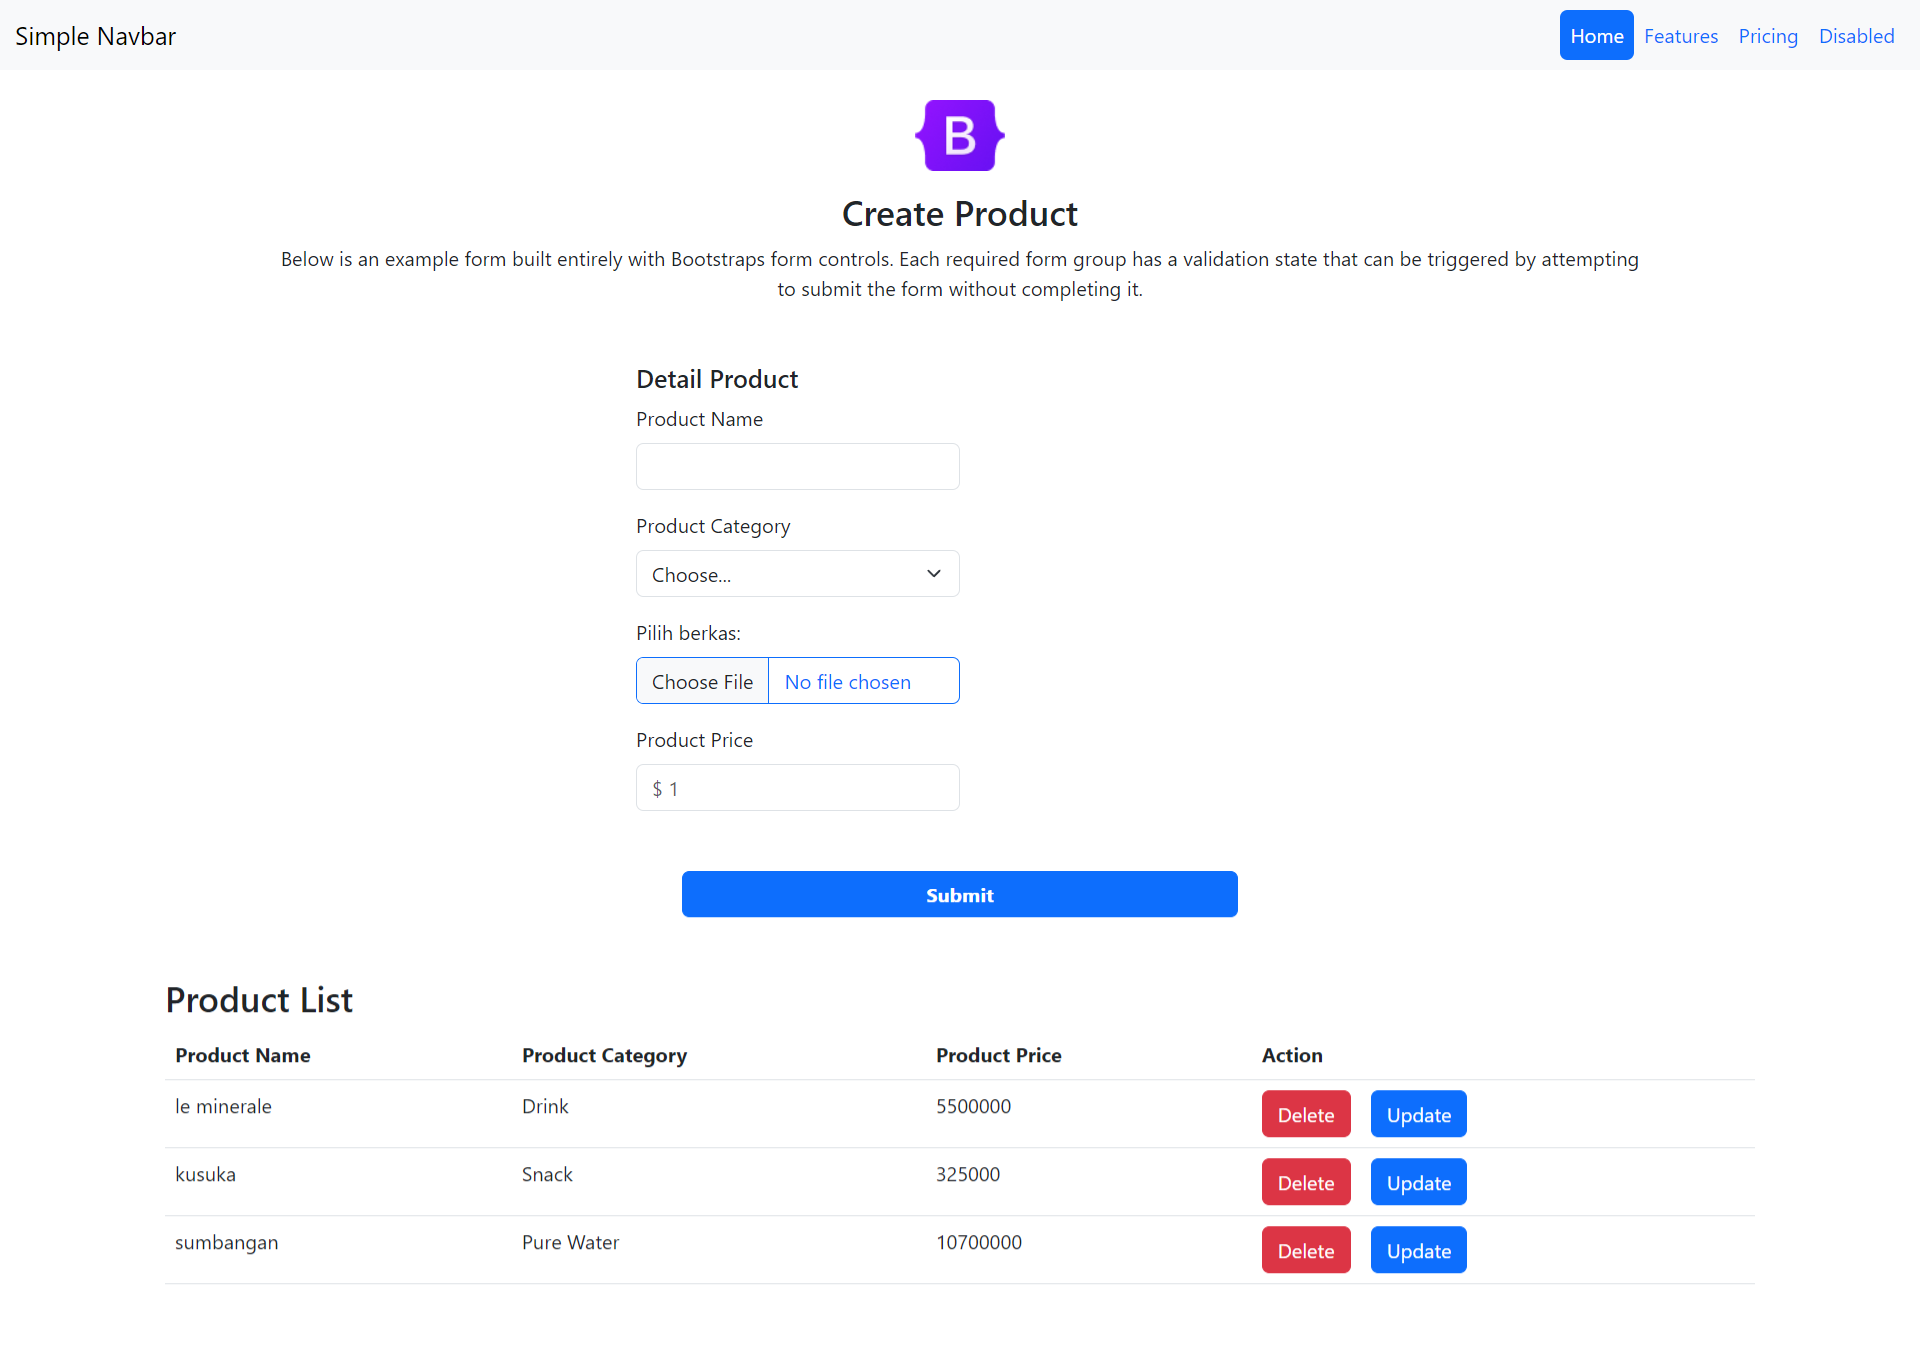 Simple Navbar
Home Features Pricing Disabled
B
Create Product
Below is an example form built entirely with Bootstraps form controls. Each required form group has a validation state that can be triggered by attempting
to submit the form without completing it.
Detail Product
Product Name
Product Category
Choose...
Pilih berkas:
Choose File No file chosen
Product Price
$ 1
Submit
Product List
Product Name Product Category Product Price Action
le minerale Drink 5500000 Delete Update
kusuka Snack 325000 Delete Update
sumbangan Pure Water 10700000 Delete Update